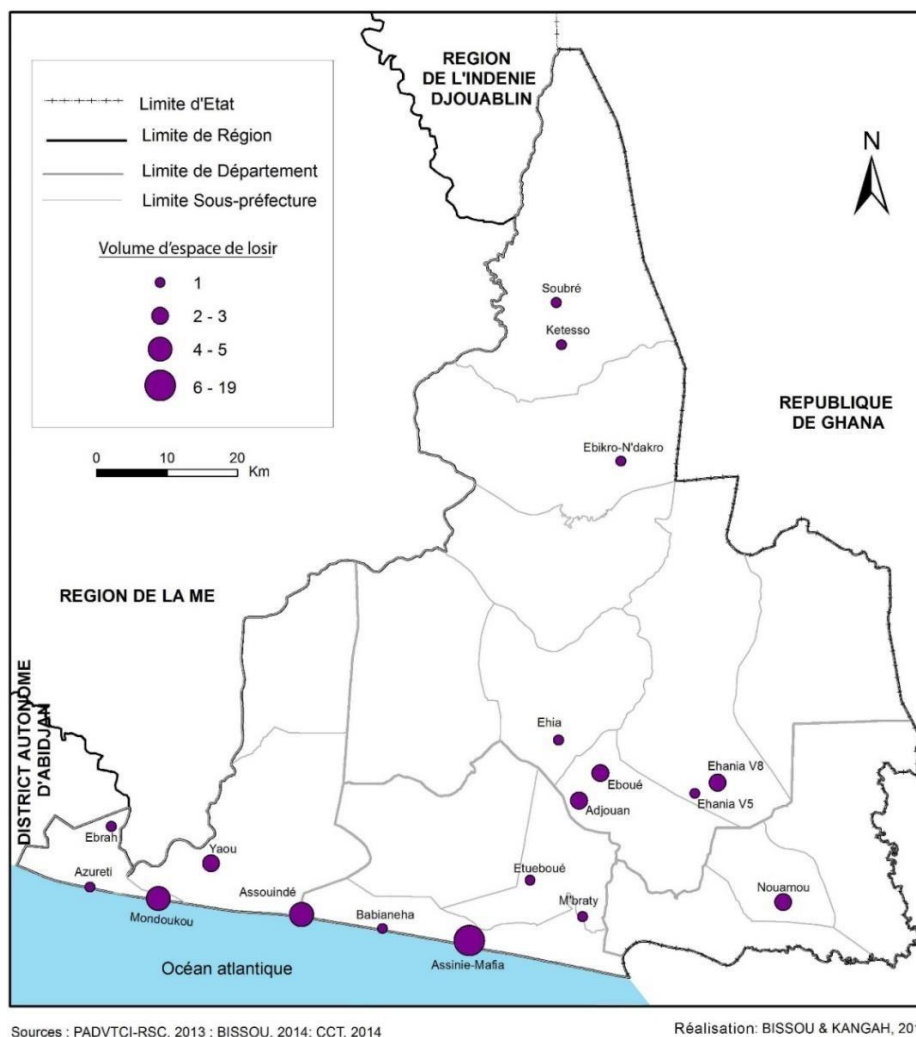 REGION
DE L'INDENIE
DJOUABLIN
N
Limite d'Etat
Limite de Région
Limite de Département
Limite Sous-préfecture
Volume d'espace de losir
1
2 - 3
4 - 5
6 - 19
0 10 20
Km
Soubré
Ketesso
REPUBLIQUE
DE GHANA
Ebikro-N'dakro
REGION DE LA ME
DISTRICT AUTONOME
D'ABIDJAN
Ehia
Eboué
Ehania V8
Ehania V5
Adjouan
Ebrah
Yaou
Azureti
Assouindé
Etueboué
M'braty
Nouamou
Mondoukou
Babianeha
Assinie-Mafia
Océan atlantique
Sources : PADVTCI-RSC, 2013 ; BISSOU, 2014; CCT, 2014
Réalisation: BISSOU & KANGAH,